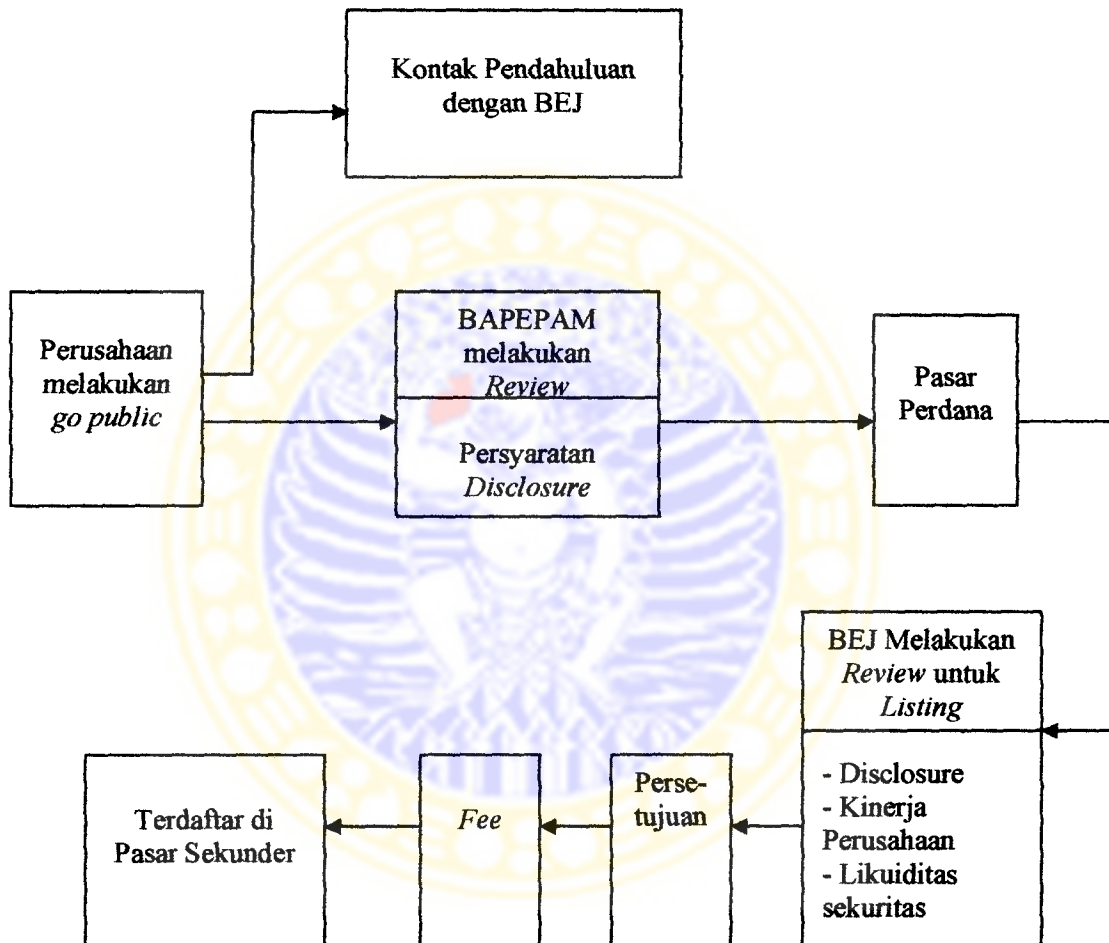 Kontak Pendahuluan
dengan BEJ
Perusahaan
melakukan
go public
BAPEPAM
melakukan
Review
Persyaratan
Disclosure
Pasar
Perdana
BEJ Melakukan
Review untuk
Listing
- Disclosure
- Kinerja
Perusahaan
- Likuiditas
sekuritas
Perse-
tujuan
Fee
Terdaftar di
Pasar Sekunder